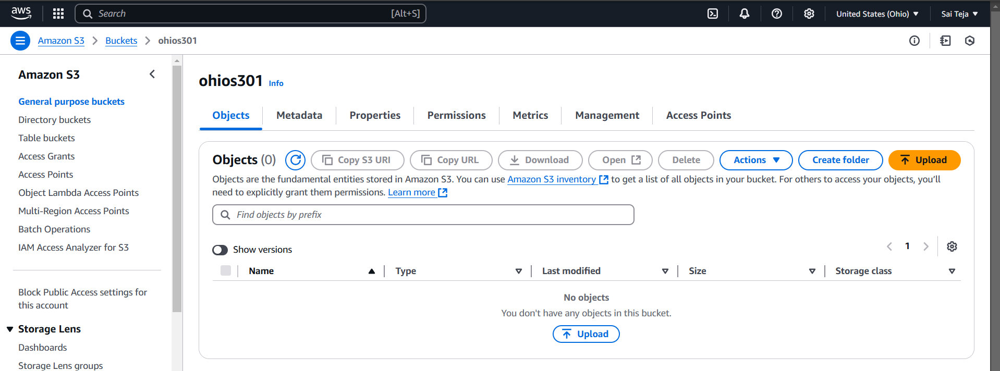 aws
Search [Alt+S]
United States (Ohio) Sai Teja
Amazon S3 Buckets ohios301
Amazon S3
General purpose buckets
Directory buckets
Table buckets
Access Grants
Access Points
Object Lambda Access Points
Multi-Region Access Points
Batch Operations
IAM Access Analyzer for S3
Block Public Access settings for
this account
Storage Lens
Dashboards
Storage Lens groups
ohios301 Info
Objects Metadata Properties Permissions Metrics Management Access Points
Objects (0) Copy S3 URI Copy URL Download Open Delete Actions Create folder Upload
Objects are the fundamental entities stored in Amazon S3. You can use Amazon S3 inventory to get a list of all objects in your bucket. For others to access your objects, you’ll
need to explicitly grant them permissions. Learn more
Find objects by prefix
Show versions
1
Name Type Last modified Size Storage class
No objects
You don't have any objects in this bucket.
Upload